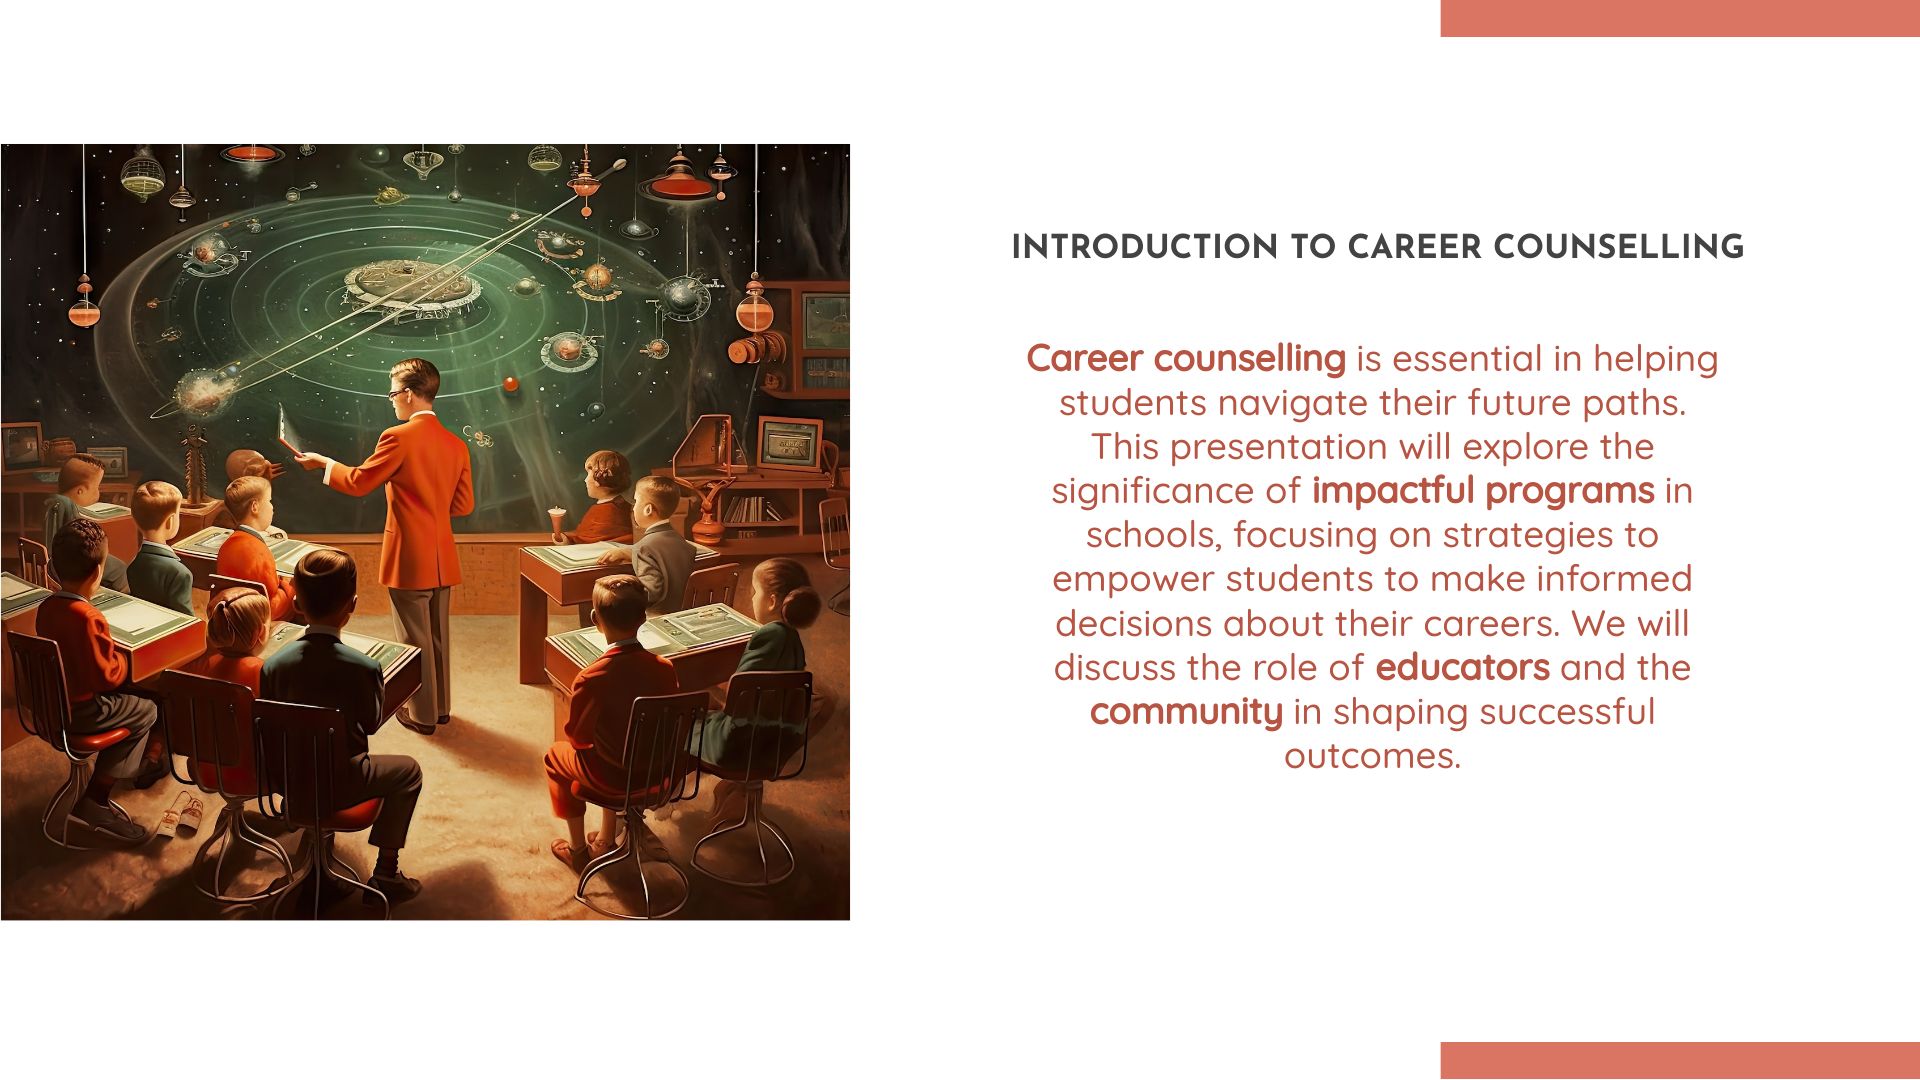 INTRODUCTION TO CAREER COUNSELLING
Career counselling is essential in helping
students navigate their future paths.
This presentation will explore the
significance of impactful programs in
schools, focusing on strategies to
empower students to make informed
decisions about their careers. We will
discuss the role of educators and the
community in shaping successful
outcomes.